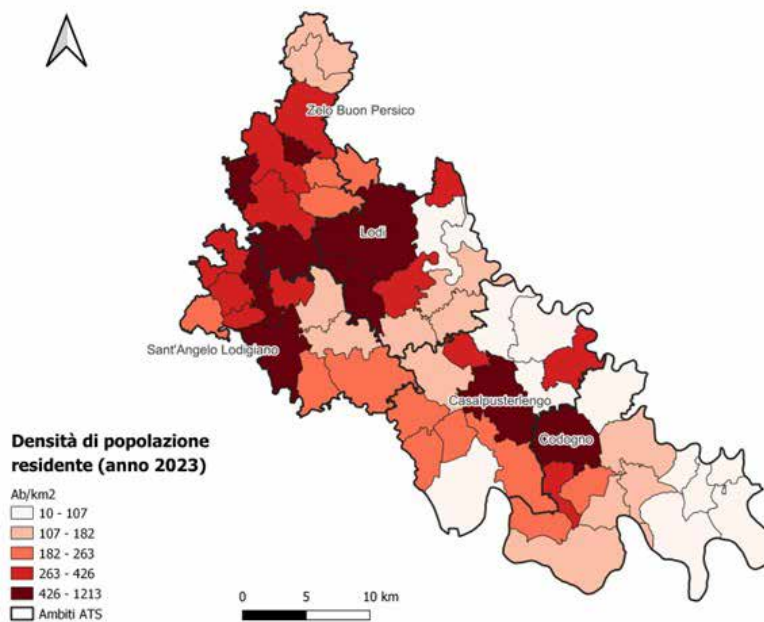 Zelo Buon Persico
Lodi
Sant'Angelo Lodigiano
Casalpusterlengo
Codogno
Densità di popolazione
residente (anno 2023)
Ab/km2
10 - 107
107 - 182
182 - 263
263 - 426
426 - 1213
Ambiti ATS
0 5 10 km